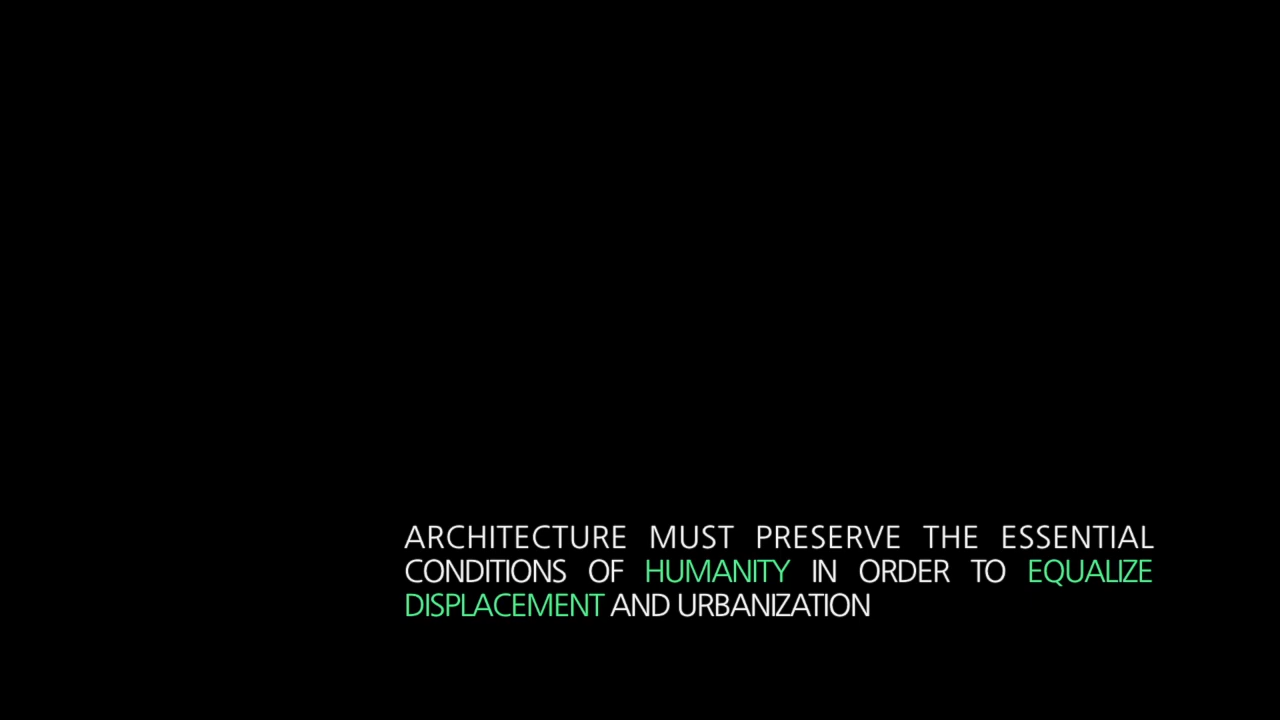 ARCHITECTURE MUST PRESERVE THE ESSENTIAL
CONDITIONS OF HUMANITY IN ORDER TO EQUALIZE
DISPLACEMENT AND URBANIZATION